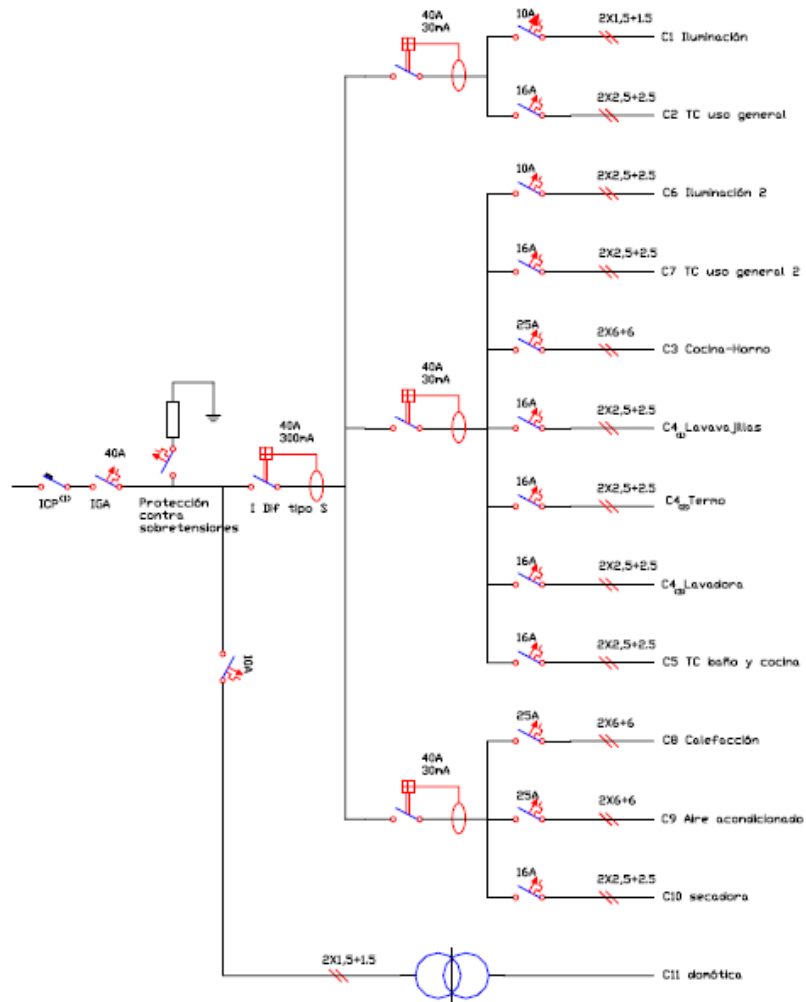 40A
30mA
10A
2X1,5+1.5
C1 Iluminación
16A
2X2,5+2.5
C2 TC uso general
10A
2X2,5+2.5
C6 Iluminación 2
16A
2X2,5+2.5
C7 TC uso general 2
25A
2X6+6
C3 Cocina-Horno
40A
30mA
16A
2X2,5+2.5
C4(1) Lavavajillas
40A
ICP(1)
IGA
Protección
contra
sobretensiones
40A
300mA
I Dif tipo S
16A
2X2,5+2.5
C4(2) Termo
16A
2X2,5+2.5
C4(3) Lavadora
16A
2X2,5+2.5
C5 TC baño y cocina
10A
25A
2X6+6
C8 Calefacción
40A
30mA
25A
2X6+6
C9 Aire acondicionado
16A
2X2,5+2.5
C10 secadora
2X1,5+1.5
C11 domótica